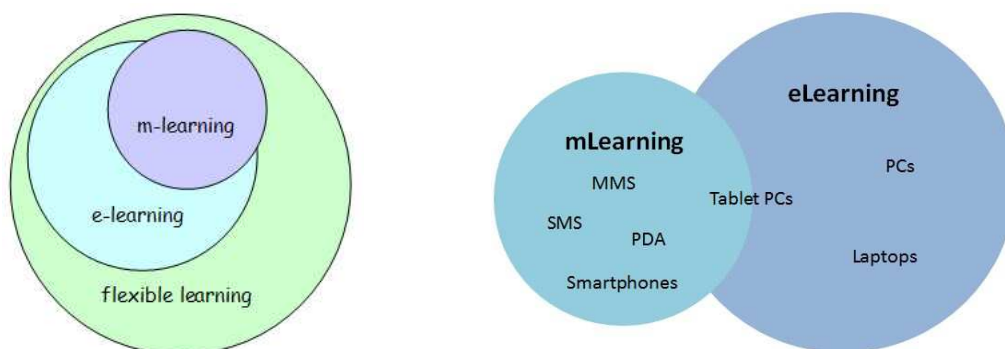 m-learning
e-learning
flexible learning
eLearning
mLearning
PCs
MMS
Tablet PCs
SMS
PDA
Laptops
Smartphones